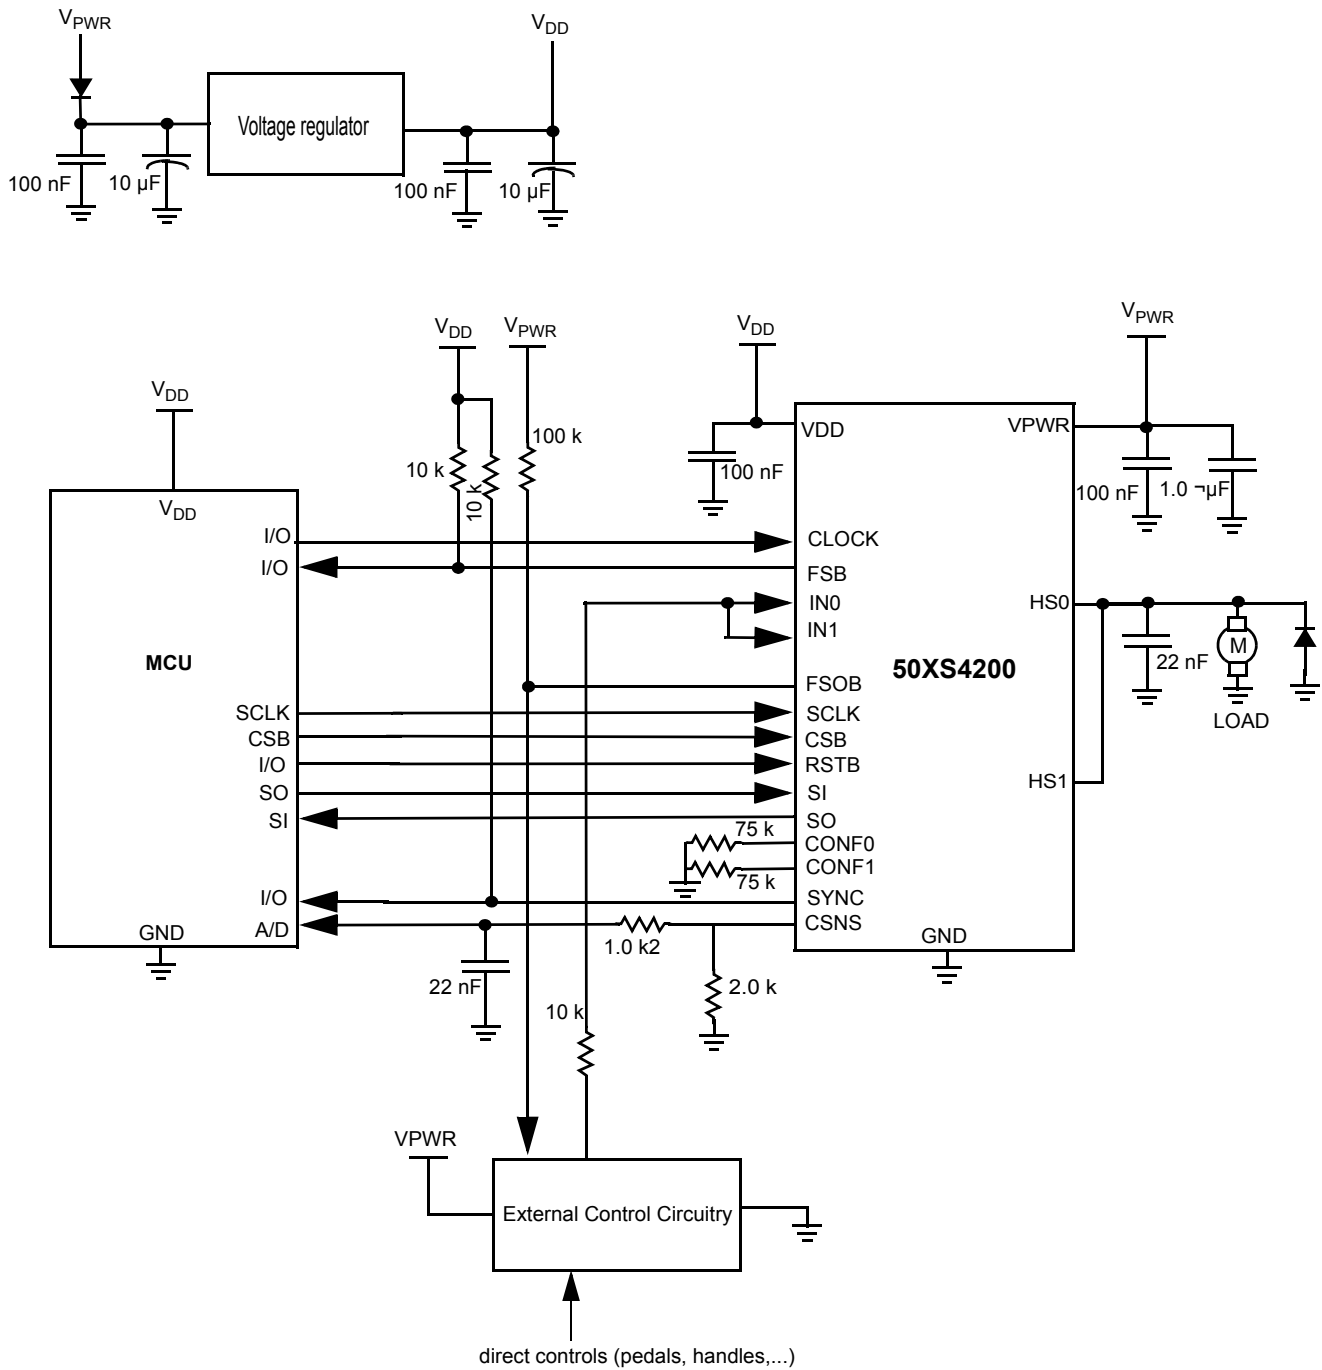 VPWR
VDD
Voltage regulator
100 nF
10 µF
100 nF
10 µF
VDD
VPWR
VDD
VPWR
VDD
100 k
10 k
10 k
VDD
VPWR
100 nF
100 nF
1.0 ¬µF
VDD
I/O
CLOCK
I/O
FSB
IN0
HS0
IN1
MCU
50XS4200
M
22 nF
FSOB
LOAD
SCLK
SCLK
CSB
CSB
I/O
RSTB
HS1
SO
SI
SI
SO
75 k
CONF0
CONF1
75 k
I/O
SYNC
A/D
CSNS
GND
GND
1.0 k2
22 nF
2.0 k
10 k
VPWR
External Control Circuitry
direct controls (pedals, handles,...)